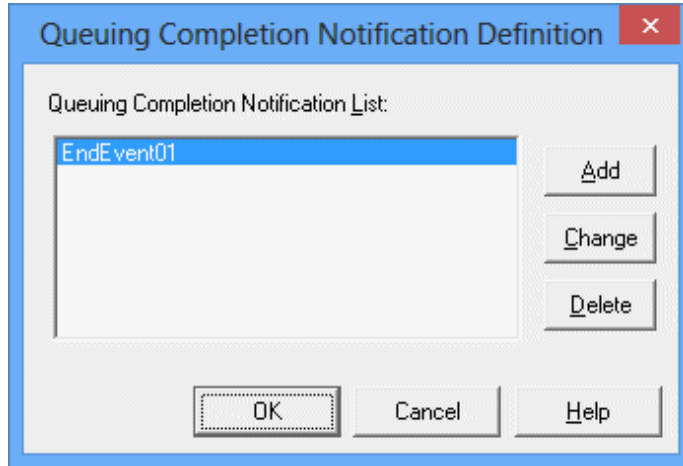 Queuing Completion Notification Definition
Queuing Completion Notification List:
EndEvent01
Add
Change
Delete
OK
Cancel
Help